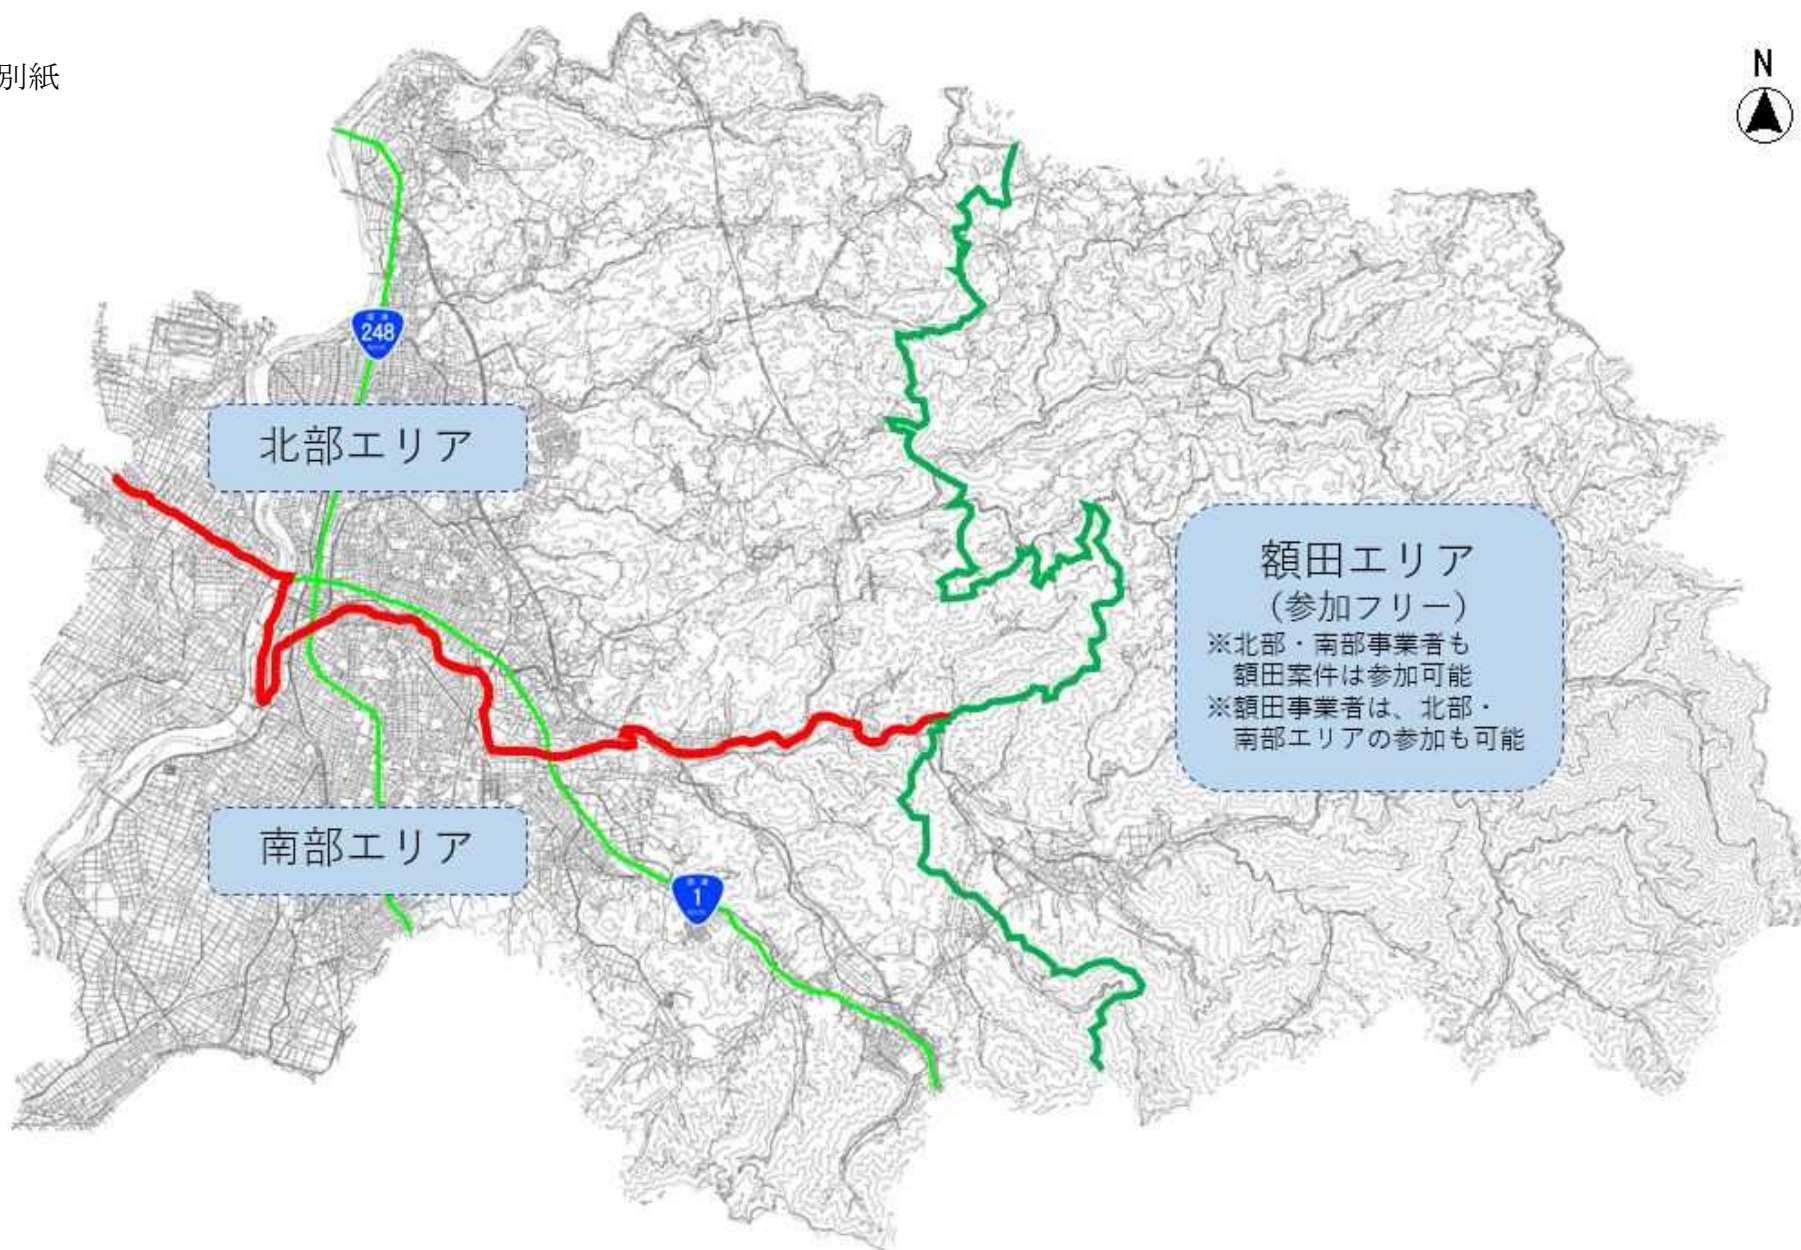 別紙
N
248
北部エリア
額田エリア
（参加フリー）
※北部・南部事業者も
額田案件は参加可能
※額田事業者は、北部・
南部エリアの参加も可能
南部エリア
1